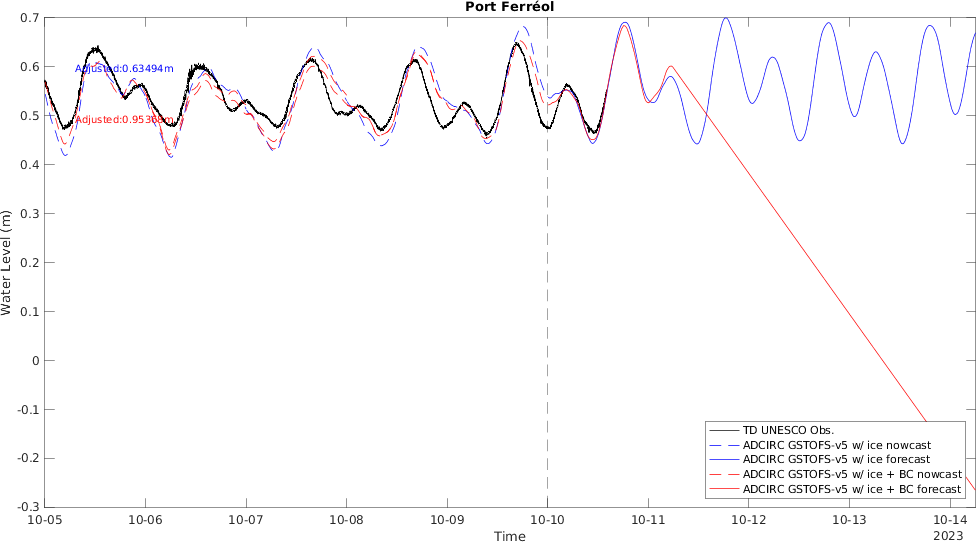 Port Ferréol
0.7
0.6
0.5
0.4
0.3
0.2
0.1
0
-0.1
-0.2
-0.3
Water Level (m)
Adjusted:0.63494m
TD UNESCO Obs.
ADCIRC GSTOFS-v5 w/ ice nowcast
ADCIRC GSTOFS-v5 w/ ice forecast
ADCIRC GSTOFS-v5 w/ ice + BC nowcast
ADCIRC GSTOFS-v5 w/ ice + BC forecast
10-05 10-06 10-07 10-08 10-09 10-10 10-11 10-12 10-13 10-14
2023
Time